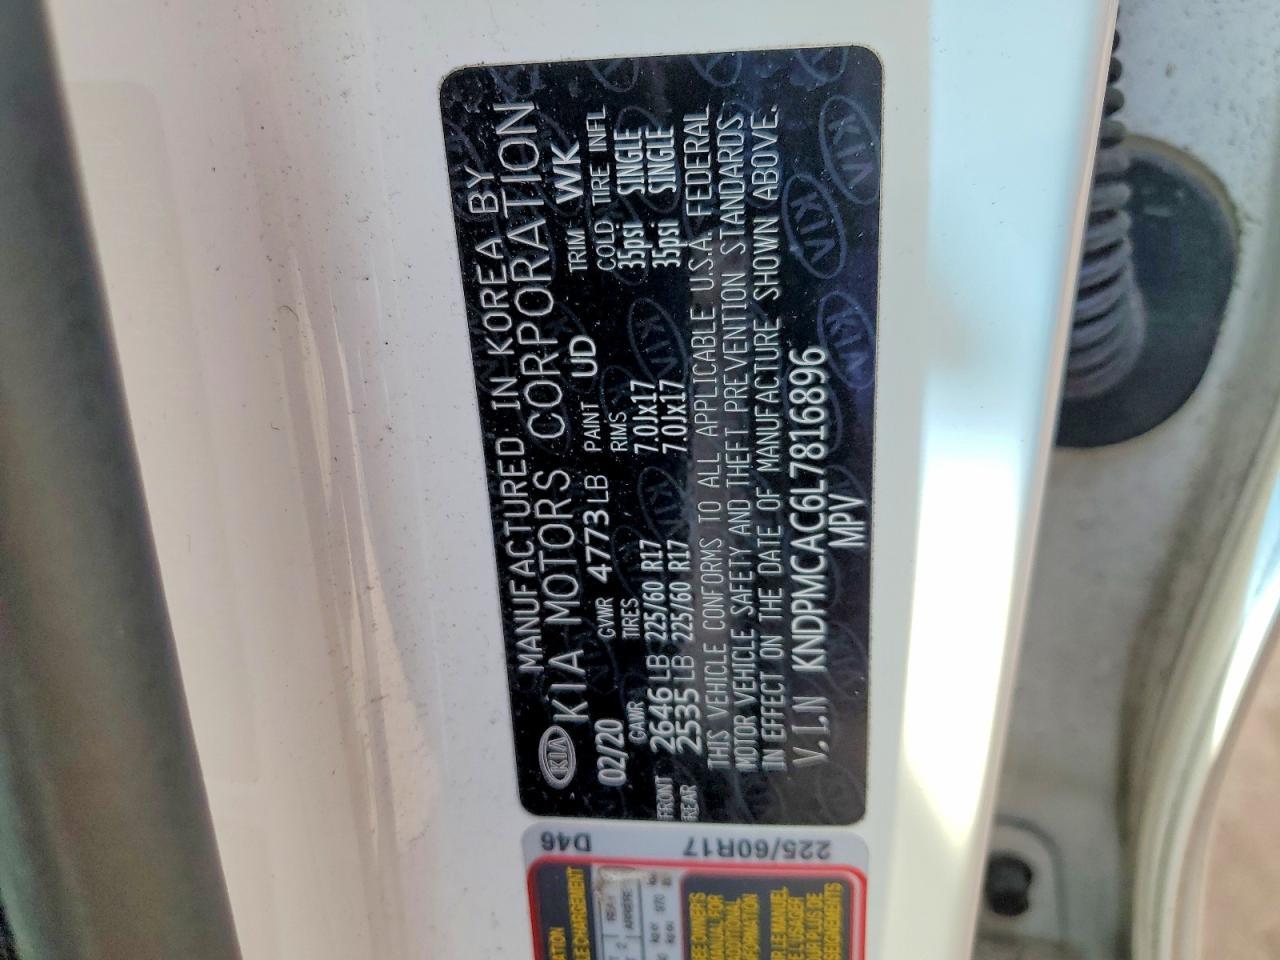 MANUFACTURED IN KOREA BY
KIA KIA MOTORS CORPORATION
02/20 GVWR 4773LB PAINT UD TRIM WK
GAWR TIRES RIMS COLD TIRE INFL
FRONT 2646LB 225/60 R17 7.0Jx17 35psi SINGLE
REAR 2535LB 225/60 R17 7.0Jx17 35psi SINGLE
THIS VEHICLE CONFORMS TO ALL APPLICABLE U.S.A. FEDERAL
MOTOR VEHICLE SAFETY AND THEFT PREVENTION STANDARDS
IN EFFECT ON THE DATE OF MANUFACTURE SHOWN ABOVE.
V.I.N KNDPMCAC6L7816896
MPV
D46
225/60R17